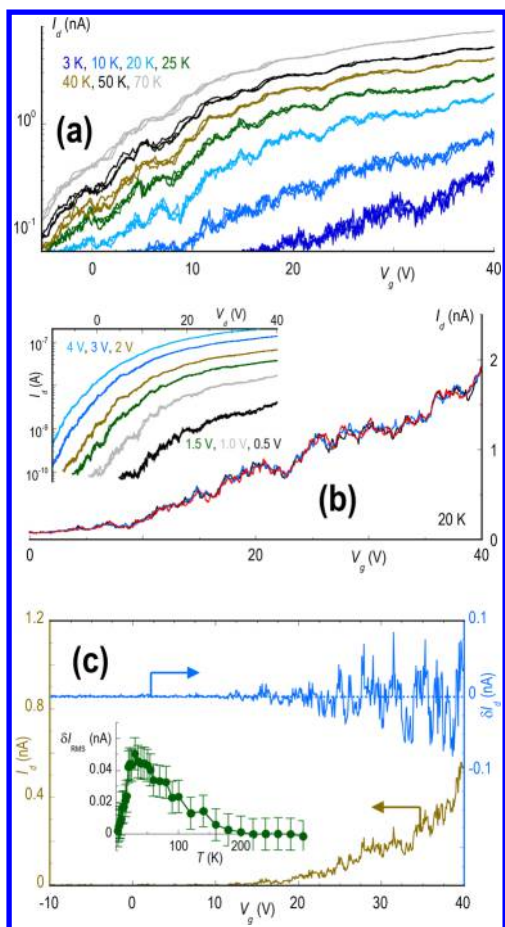 I_d (nA)
3 K, 10 K, 20 K, 25 K
40 K, 50 K, 70 K
10^0
(a)
10^-1
0 10 20 30 40
V_g (V)
V_d (V)
0 20 40
I_d (nA)
10^-7
4 V, 3 V, 2 V
2
I_d (A)
10^-8
10^-9
1
1.5 V, 1.0 V, 0.5 V
10^-10
(b)
20 K
0
0 20 22 40
V_g (V)
1.2
0.1
(c)
0.8
0
δI_d (nA)
I_d (nA)
δI_RMS (nA)
0.04
-0.1
0.4
0.02
0
100 200
T (K)
0
-10 0 10 20 30 40
V_g (V)